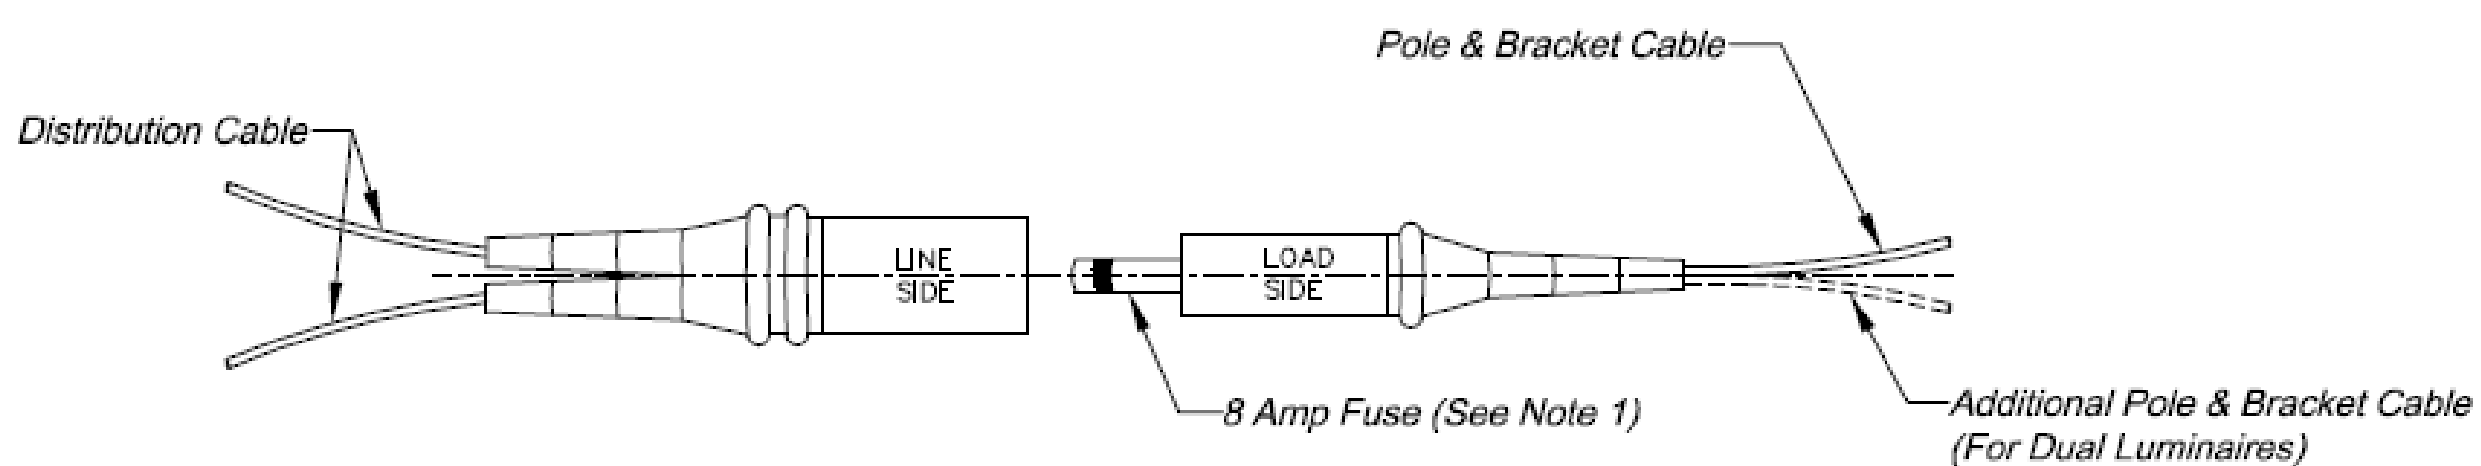 Pole & Bracket Cable
Distribution Cable
LINE
SIDE
LOAD
SIDE
8 Amp Fuse (See Note 1)
Additional Pole & Bracket Cable
(For Dual Luminaires)